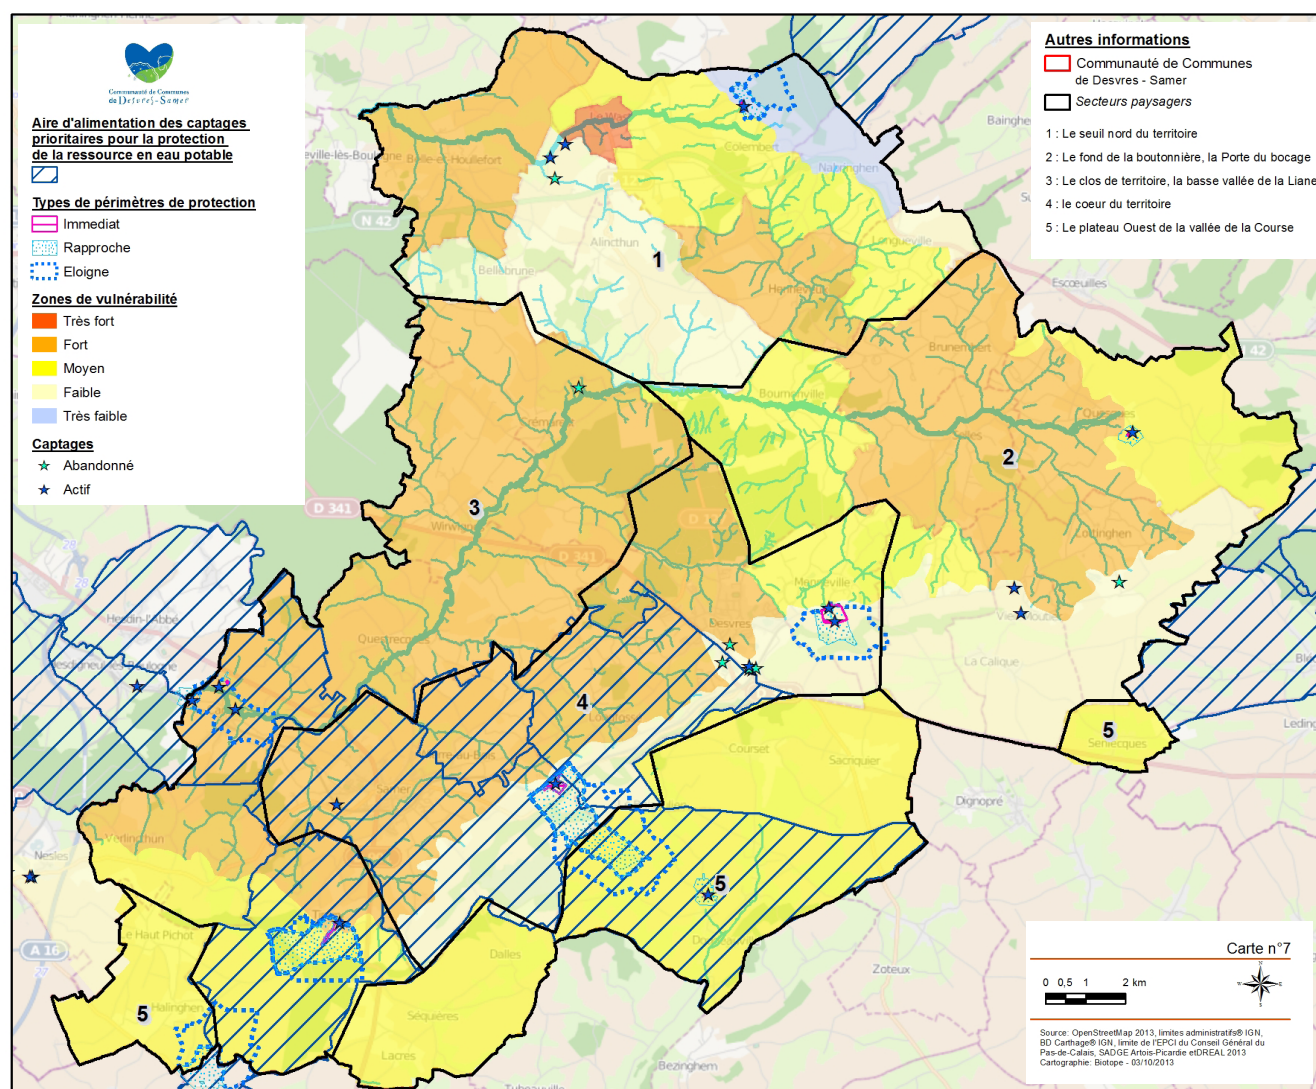 Communauté de Communes
de Desvres - Samer
Aire d'alimentation des captages
prioritaires pour la protection
de la ressource en eau potable
Types de périmètres de protection
Immediat
Rapproche
Eloigne
Zones de vulnérabilité
Très fort
Fort
Moyen
Faible
Très faible
Captages
Abandonné
Actif
Autres informations
Communauté de Communes
de Desvres - Samer
Secteurs paysagers
1 : Le seuil nord du territoire
2 : Le fond de la boutonnière, la Porte du bocage
3 : Le clos de territoire, la basse vallée de la Liane
4 : le coeur du territoire
5 : Le plateau Ouest de la vallée de la Course
Le Wast
Colembert
Nabringhen
Belle-et-Houllefort
N 42
Alincthun
Bellebrune
1
Longueville
Henneveux
Escœuilles
Brunembert
42
Bournonville
Crémarest
Quesques
2
3
D 341
Wirwignes
D 341
Lottinghen
Menneville
Desvres
Questrecques
La Calique
Hesdin-l'Abbé
28
4
5
Senlecques
Courset
Sacriquier
Samer
Digopré
Verlincthun
Nesles
5
Le Haut Pichot
A 16
27
Dalles
Zoteux
Halinghen
5
Séquières
Lacres
Bezinghem
Carte n°7
0 0,5 1 2 km
Source: OpenStreetMap 2013, limites administratifs® IGN,
BD Carthage® IGN, limite de l'EPCI du Conseil Général du
Pas-de-Calais, SADGE Artois-Picardie etDREAL 2013
Cartographie: Biotope - 03/10/2013